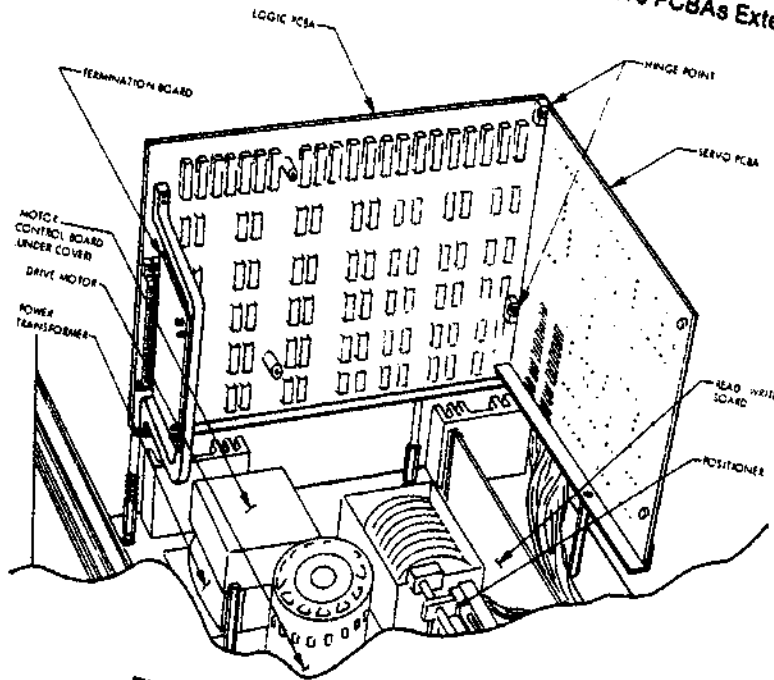 PCBAs Exte
LOGIC PCBA
TERMINATION BOARD
HINGE POINT
SERVO PCBA
MOTOR
CONTROL BOARD
UNDER COVER)
DRIVE MOTOR
POWER
TRANSFORMER
READ WRITE
BOARD
POSITIONER